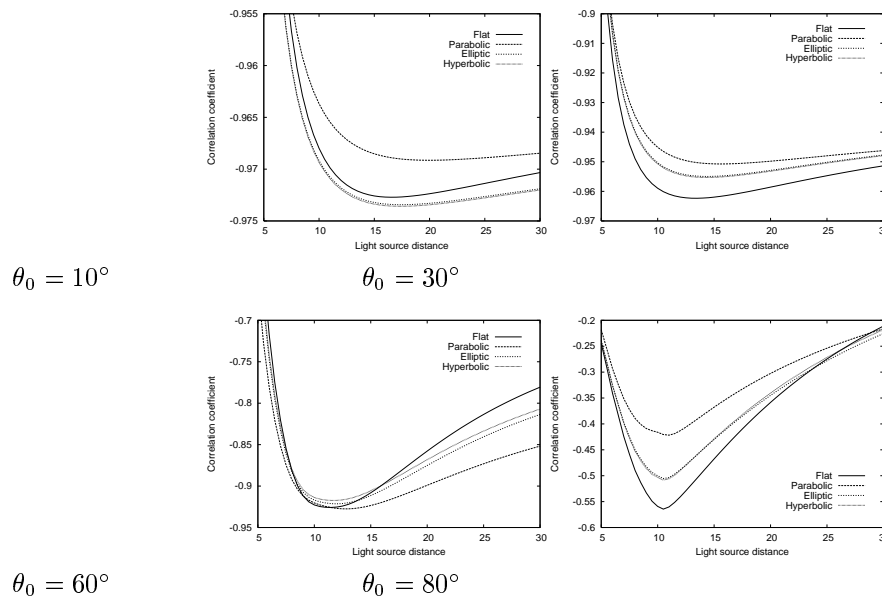 -0.955
-0.96
-0.965
-0.97
-0.975
Correlation coefficient
Flat
Parabolic
Elliptic
Hyperbolic
5 10 15 20 25 30
Light source distance
-0.9
-0.91
-0.92
-0.93
-0.94
-0.95
-0.96
-0.97
Correlation coefficient
Flat
Parabolic
Elliptic
Hyperbolic
5 10 15 20 25 30
Light source distance
θ₀ = 10°
θ₀ = 30°
-0.7
-0.75
-0.8
-0.85
-0.9
-0.95
Correlation coefficient
Flat
Parabolic
Elliptic
Hyperbolic
5 10 15 20 25 30
Light source distance
-0.2
-0.25
-0.3
-0.35
-0.4
-0.45
-0.5
-0.55
-0.6
Correlation coefficient
Flat
Parabolic
Elliptic
Hyperbolic
5 10 15 20 25 30
Light source distance
θ₀ = 60°
θ₀ = 80°